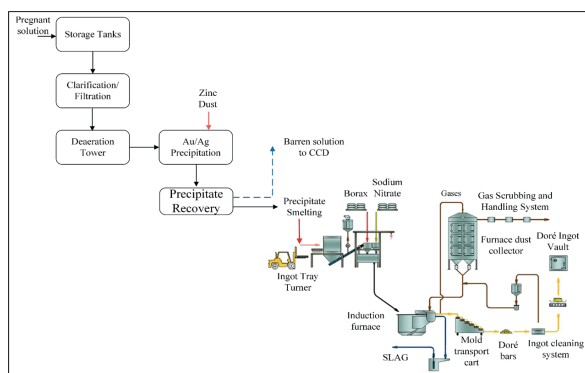 Pregnant
solution
Storage Tanks
Clarification/
Filtration
Zinc
Dust
Deaeration
Tower
Au/Ag
Precipitation
Barren solution
to CCD
Precipitate
Recovery
Precipitate
Smelting
Borax
Sodium
Nitrate
Gases
Gas Scrubbing and
Handling System
Furnace dust
collector
Doré Ingot
Vault
Ingot Tray
Turner
Induction
furnace
SLAG
Mold
transport
cart
Doré
bars
Ingot cleaning
system